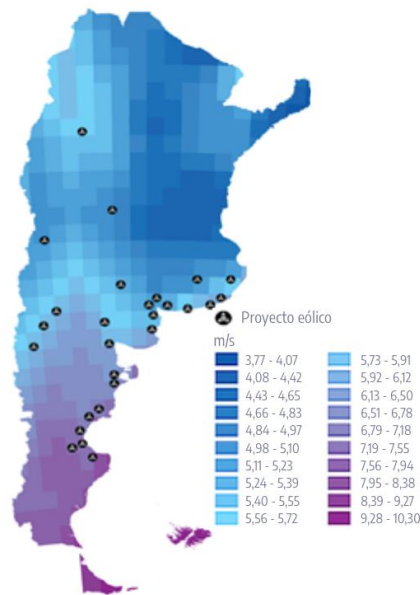 Proyecto eólico
m/s
3,77 - 4,07
4,08 - 4,42
4,43 - 4,65
4,66 - 4,83
4,84 - 4,97
4,98 - 5,10
5,11 - 5,23
5,24 - 5,39
5,40 - 5,55
5,56 - 5,72
5,73 - 5,91
5,92 - 6,12
6,13 - 6,50
6,51 - 6,78
6,79 - 7,18
7,19 - 7,55
7,56 - 7,94
7,95 - 8,38
8,39 - 9,27
9,28 - 10,30